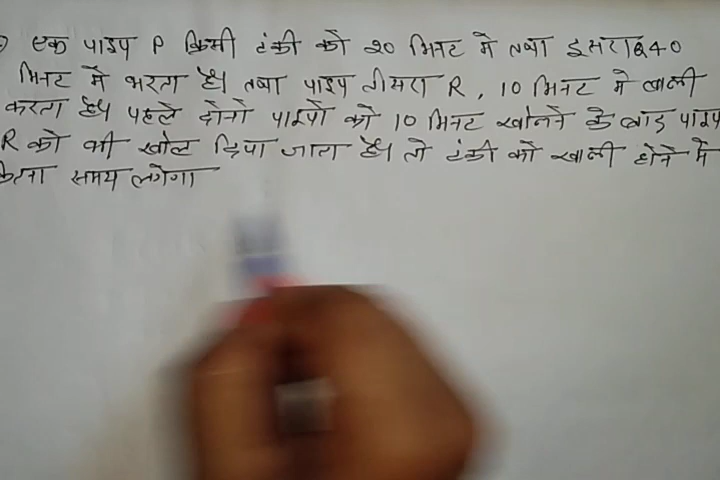 एक पाइप P किसी टंकी को 20 मिनट में तथा दूसरा Q 40
मिनट में भरता है। तथा पाइप तीसरा R, 10 मिनट में खाली
करता है। पहले दोनो पाइपो को 10 मिनट खोलने के बाद पाइप
R को भी खोल दिया जाता है। तो टंकी को खाली होने में
समय लगेगा